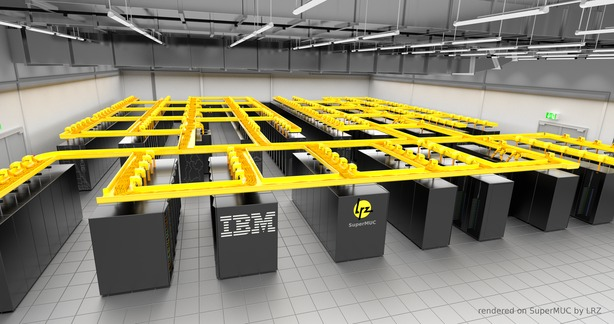 IBM
LRZ
SuperMUC
rendered on SuperMUC by LRZ